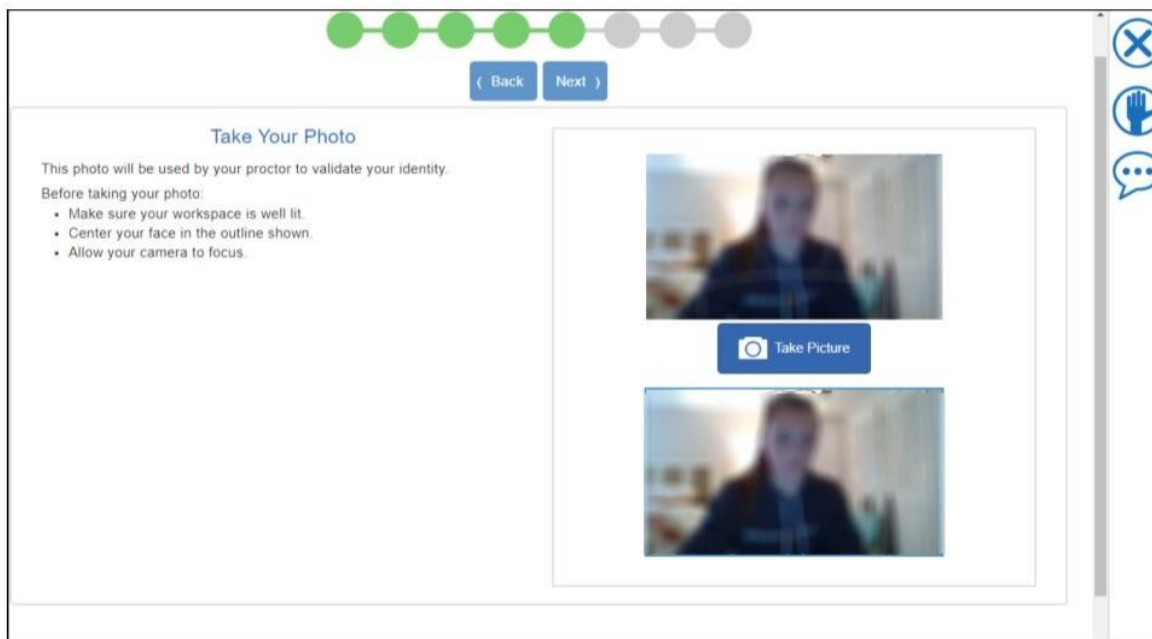 Back Next
Take Your Photo
This photo will be used by your proctor to validate your identity.
Before taking your photo:
• Make sure your workspace is well lit.
• Center your face in the outline shown.
• Allow your camera to focus.
Take Picture